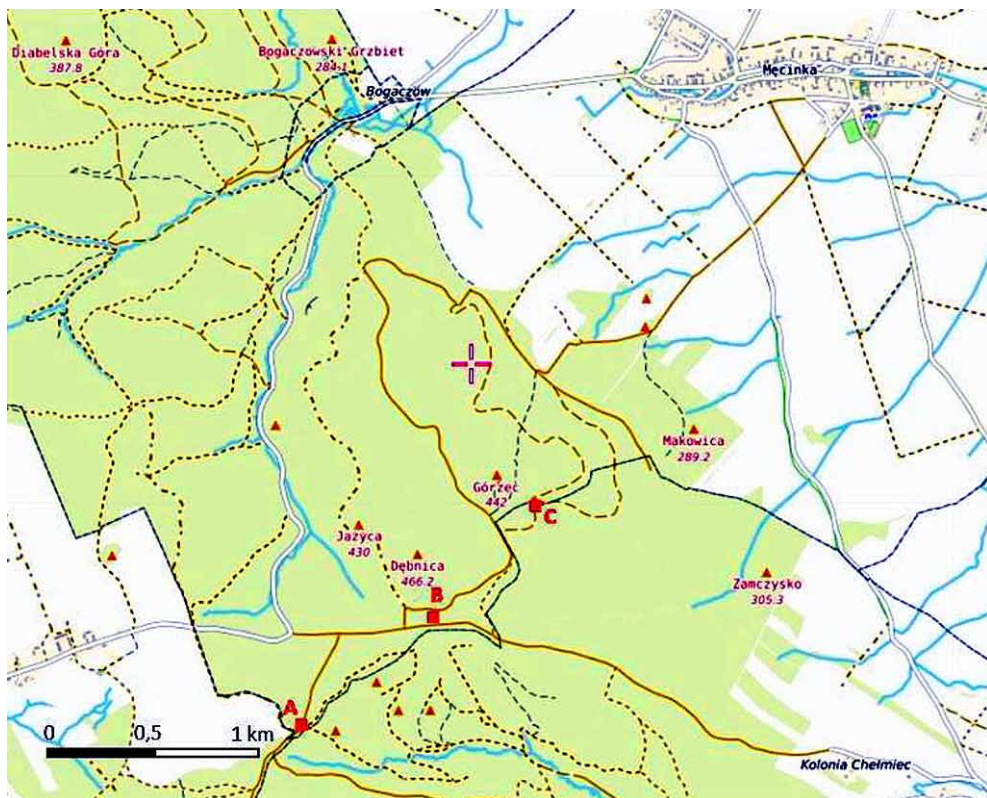 Diabelska Góra
387.8
Bogaczowski Grzbiet
284.1
Bogaczów
Męcinka
Makowica
289.2
Górzec
442
C
Jażyca
430
Dębnica
466.2
Zamczysko
305.3
B
A
0 0,5 1 km
Kolonia Chełmiec